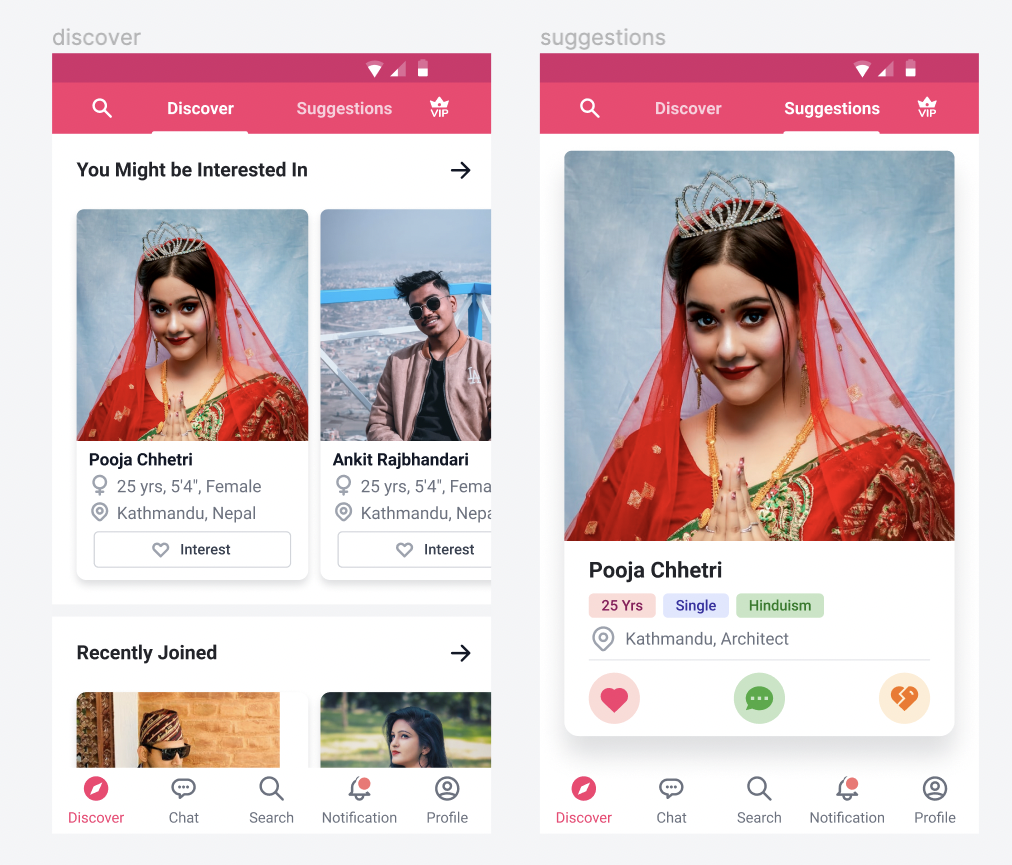 discover
Discover
Suggestions
VIP
You Might be Interested In
Pooja Chhetri
25 yrs, 5'4", Female
Kathmandu, Nepal
Interest
Ankit Rajbhandari
25 yrs, 5'4", Fema
Kathmandu, Nepa
Interest
Recently Joined
Discover
Chat
Search
Notification
Profile
suggestions
Discover
Suggestions
VIP
Pooja Chhetri
25 Yrs
Single
Hinduism
Kathmandu, Architect
Discover
Chat
Search
Notification
Profile